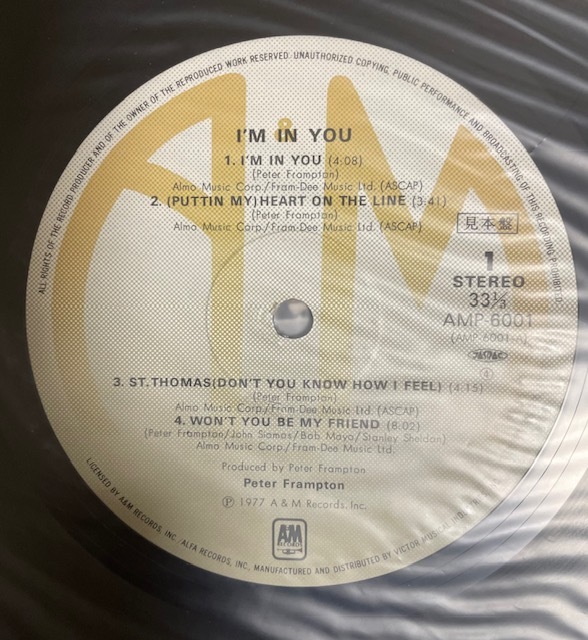 ALL RIGHTS OF THE RECORD PRODUCER AND OF THE OWNER OF THE REPRODUCED WORK RESERVED. UNAUTHORIZED COPYING, PUBLIC PERFORMANCE AND BROADCASTING OF THIS RECORDING PROHIBITED.
A&M
I'M IN YOU
1. I'M IN YOU (4:08)
(Peter Frampton)
Almo Music Corp./Fram-Dee Music Ltd. (ASCAP)
2. (PUTTIN MY) HEART ON THE LINE (3:41)
(Peter Frampton)
Almo Music Corp./Fram-Dee Music Ltd. (ASCAP)
見本盤
1
STEREO
33⅓
AMP-6001
(AMP-6001-A)
JASRAC
④
3. ST. THOMAS (DON'T YOU KNOW HOW I FEEL) (4:15)
(Peter Frampton)
Almo Music Corp./Fram-Dee Music Ltd. (ASCAP)
4. WON'T YOU BE MY FRIEND (8:02)
(Peter Frampton/John Siomos/Bob Mayo/Stanley Sheldon)
Almo Music Corp./Fram-Dee Music Ltd.
Produced by Peter Frampton
Peter Frampton
Ⓟ 1977 A & M Records, Inc.
A&M
RECORDS
LICENSED BY A&M RECORDS, INC. ALFA RECORDS, INC., MANUFACTURED AND DISTRIBUTED BY VICTOR MUSICAL